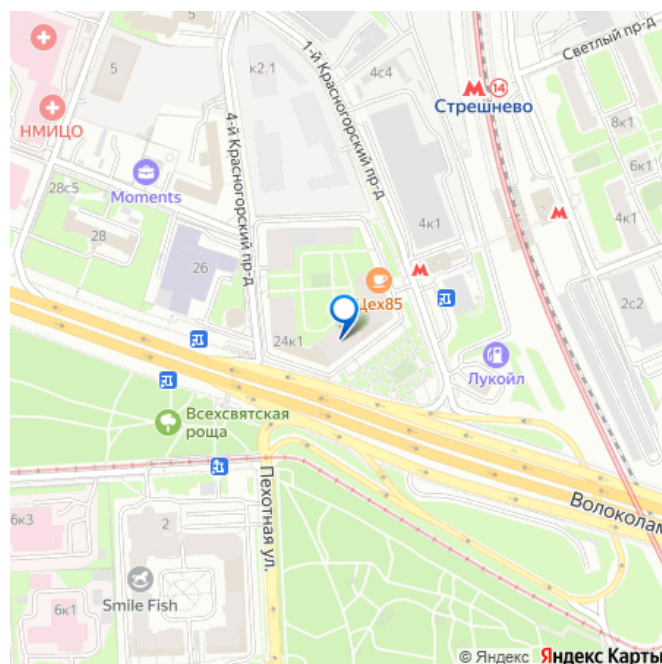 5
5
к2.1
1-й Красногорский пр-д
4с4
М 14
Стрешнево
Светлый пр-д
8к1
6к1
НМИЦО
4-й Красногорский пр-д
Moments
28с5
28
26
4к1
М
4к1
М
Цех85
2с2
24к1
Лукойл
Всехсвятская
роща
Пехотная ул.
Волоколам
6к3
2
Smile Fish
6к1
© Яндекс Яндекс Карты